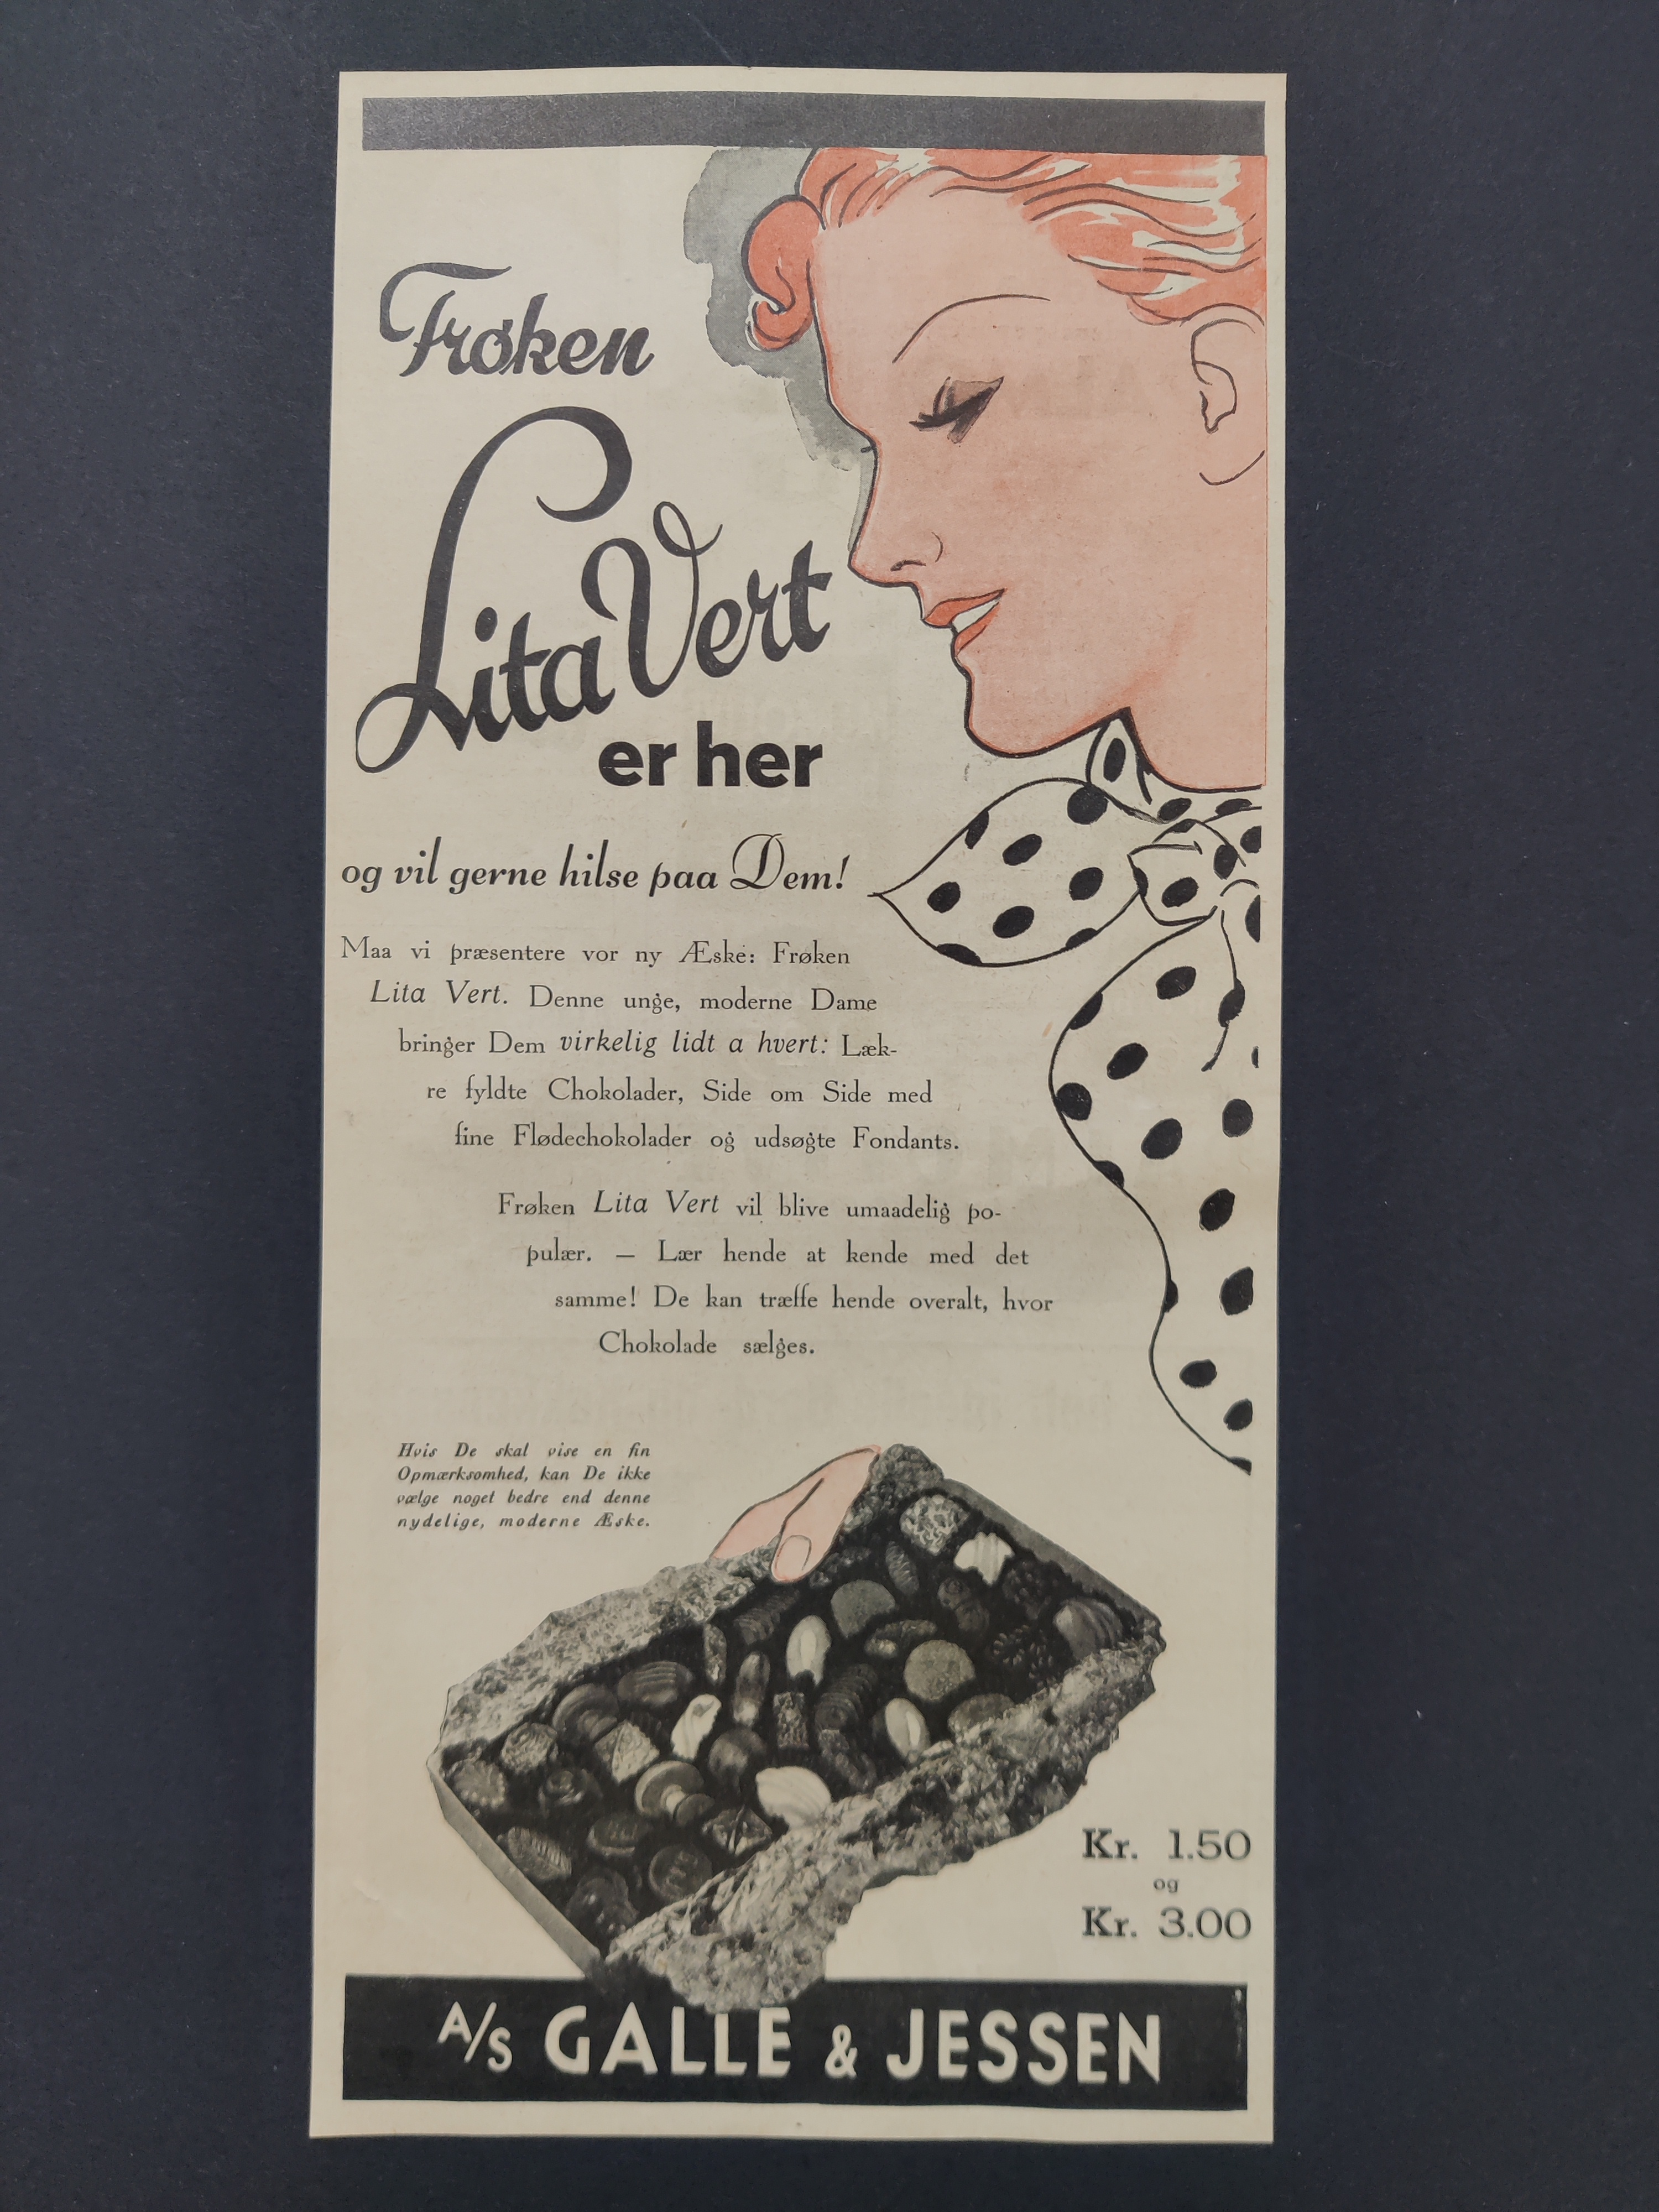 Frøken
Lita Vert
er her
og vil gerne hilse paa Dem!
Maa vi præsentere vor ny Æske: Frøken
Lita Vert. Denne unge, moderne Dame
bringer Dem virkelig lidt a hvert: Læk-
re fyldte Chokolader, Side om Side med
fine Flødechokolader og udsøgte Fondants.
Frøken Lita Vert vil blive umaadelig po-
pulær. — Lær hende at kende med det
samme! De kan træffe hende overalt, hvor
Chokolade sælges.
Hvis De skal vise en fin
Opmærksomhed, kan De ikke
vælge noget bedre end denne
nydelige, moderne Æske.
Kr. 1.50
og
Kr. 3.00
A/S GALLE & JESSEN